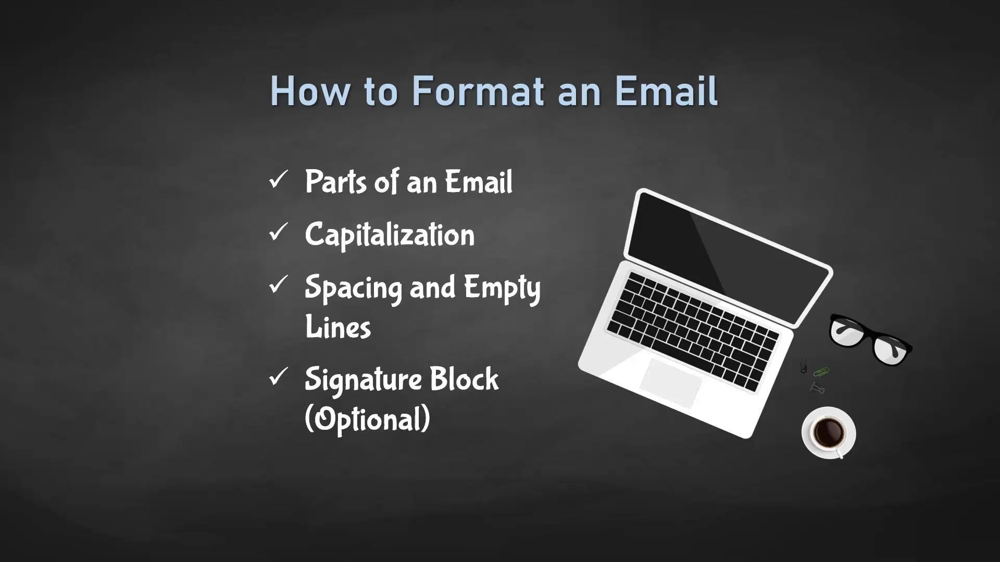 How to Format an Email
✓ Parts of an Email
✓ Capitalization
✓ Spacing and Empty
Lines
✓ Signature Block
(Optional)